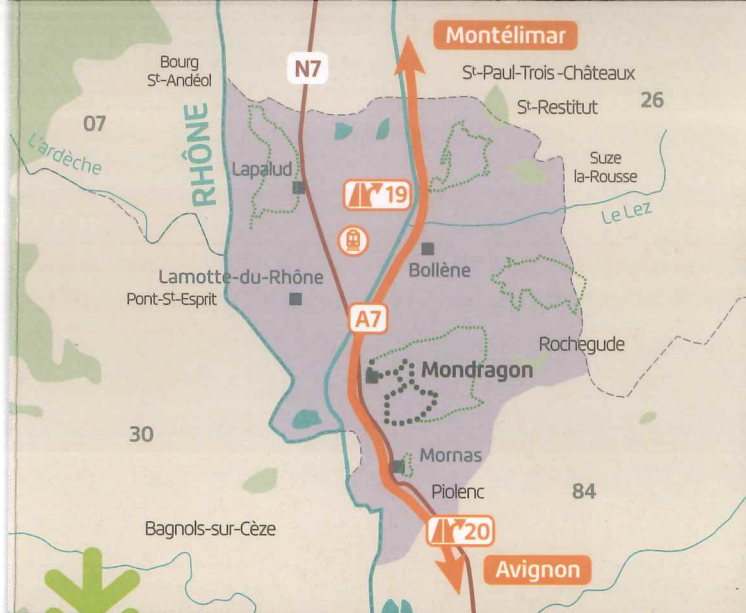 Montélimar
Bourg
St-Andéol
N7
St-Paul-Trois-Châteaux
26
St-Restitut
07
RHÔNE
L'ardèche
Lapalud
Suze
la-Rousse
19
Le Lez
Bollène
Lamotte-du-Rhône
Pont-St-Esprit
A7
Rochegude
Mondragon
30
Mornas
Piolenc
84
Bagnols-sur-Cèze
20
Avignon